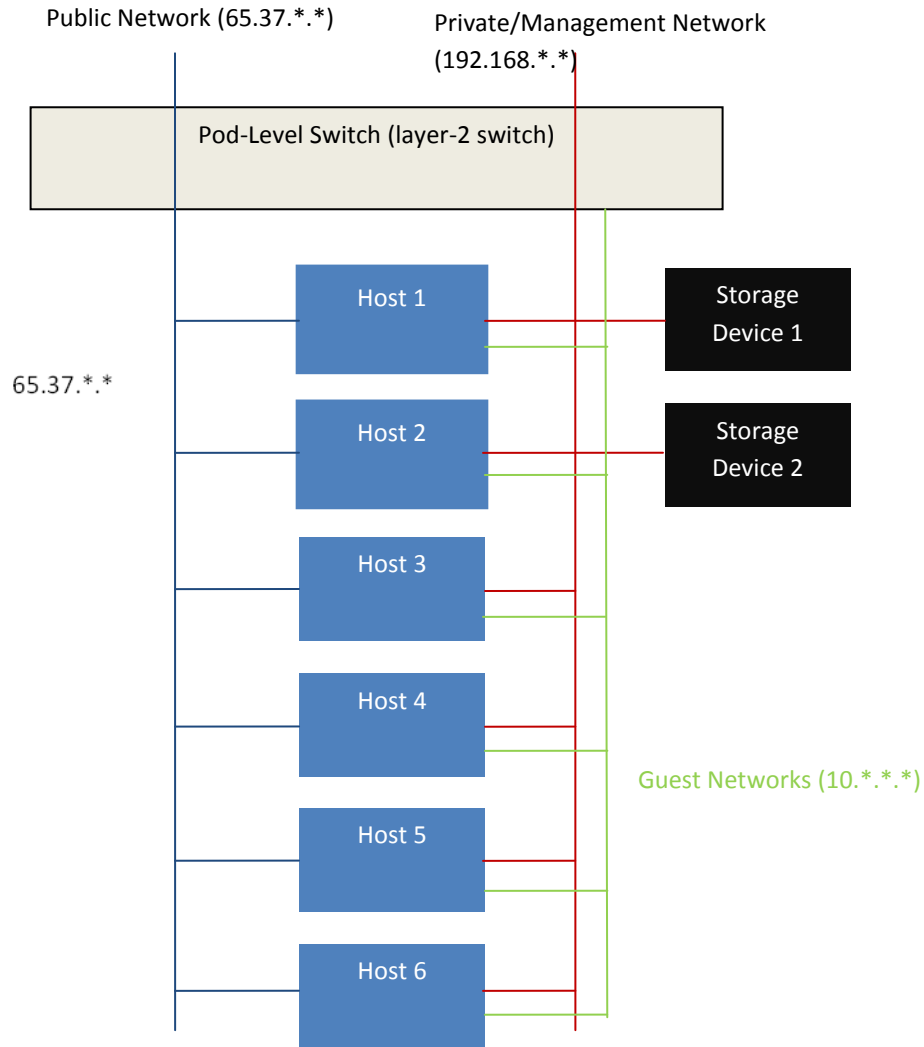 Public Network (65.37.*.*)
Private/Management Network
(192.168.*.*)
Pod-Level Switch (layer-2 switch)
Host 1
Storage
Device 1
65.37.*.*
Host 2
Storage
Device 2
Host 3
Host 4
Guest Networks (10.*.*.*)
Host 5
Host 6